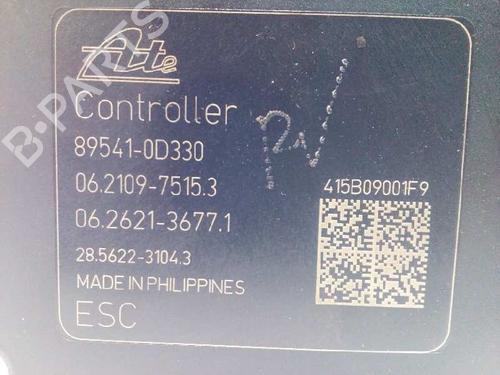 Ate
Controller
89541-0D330
06.2109-7515.3
415B09001F9
06.2621-3677.1
28.5622-3104.3
MADE IN PHILIPPINES
ESC
B-PARTS